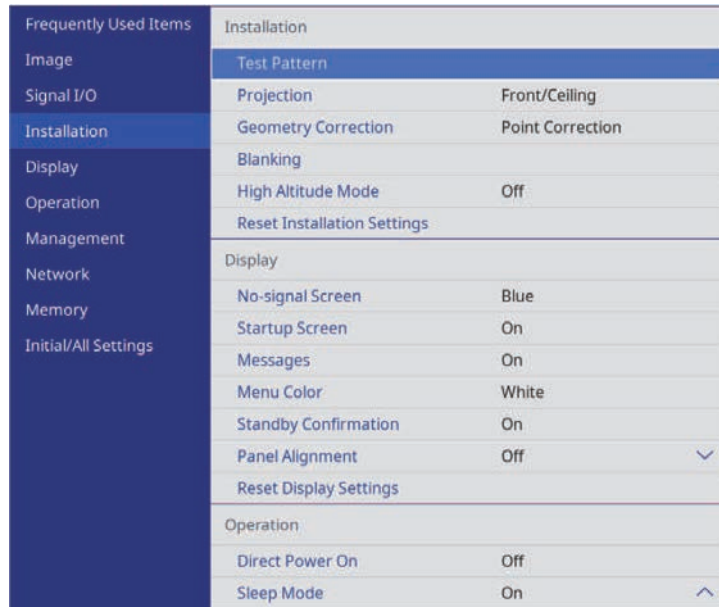 Frequently Used Items
Image
Signal I/O
Installation
Display
Operation
Management
Network
Memory
Initial/All Settings
Installation
Test Pattern
Projection Front/Ceiling
Geometry Correction Point Correction
Blanking
High Altitude Mode Off
Reset Installation Settings
Display
No-signal Screen Blue
Startup Screen On
Messages On
Menu Color White
Standby Confirmation On
Panel Alignment Off
Reset Display Settings
Operation
Direct Power On Off
Sleep Mode On